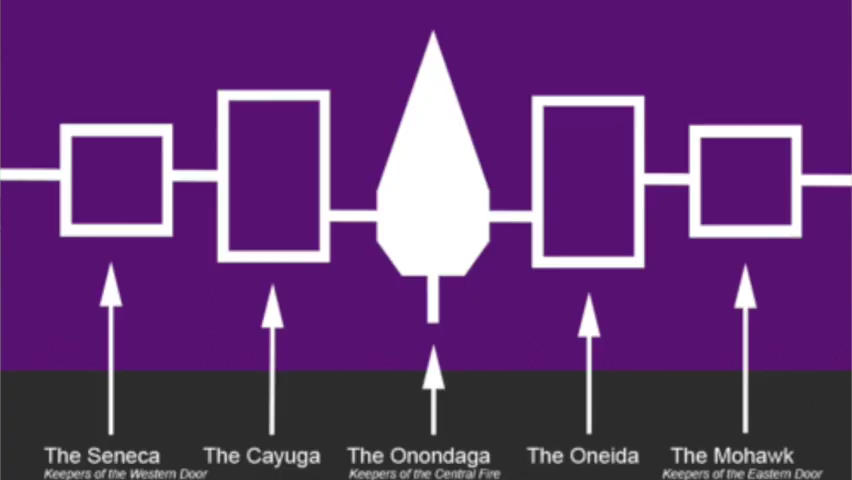 The Seneca The Cayuga The Onondaga The Oneida The Mohawk
Keepers of the Western Door Keepers of the Central Fire Keepers of the Eastern Door